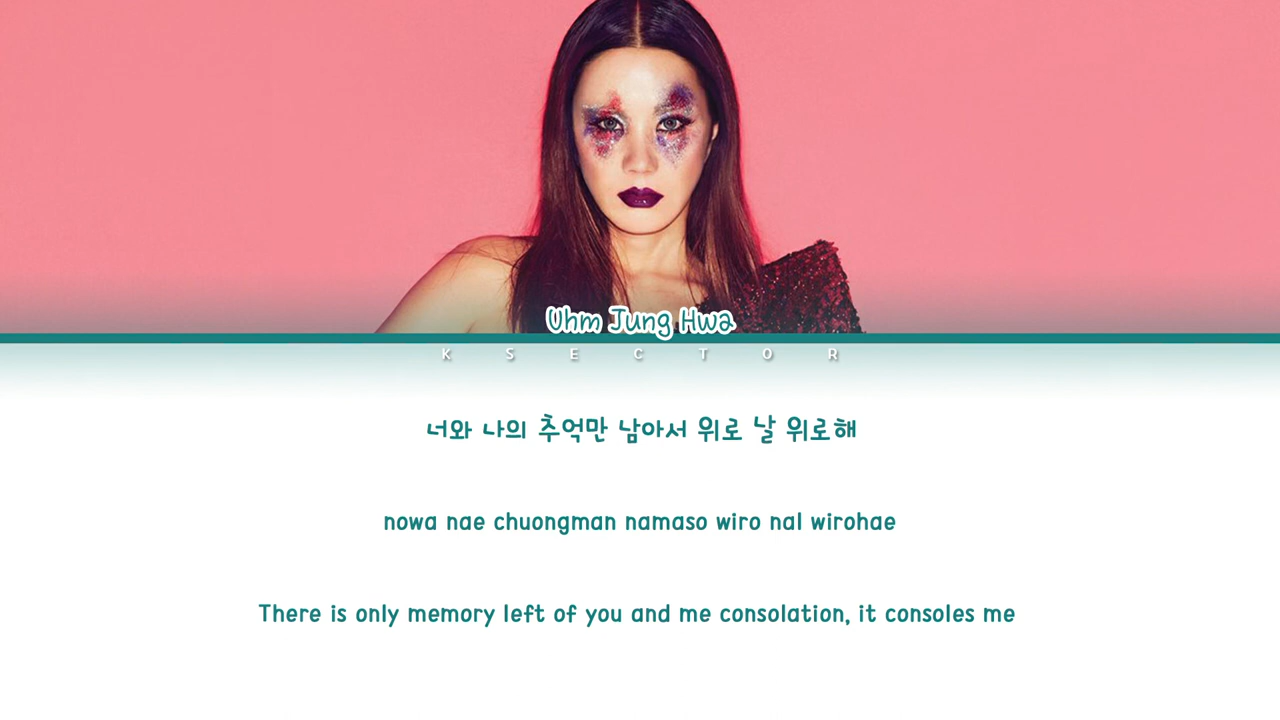 Uhm Jung Hwa
K S E C T O R
너와 나의 추억만 남아서 위로 날 위로해
nowa nae chuongman namaso wiro nal wirohae
There is only memory left of you and me consolation, it consoles me